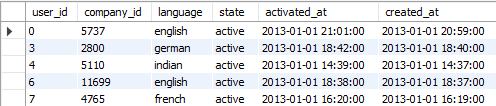 user_id company_id language state activated_at created_at
0 5737 english active 2013-01-01 21:01:00 2013-01-01 20:59:00
3 2800 german active 2013-01-01 18:42:00 2013-01-01 18:40:00
4 5110 indian active 2013-01-01 14:39:00 2013-01-01 14:37:00
6 11699 english active 2013-01-01 18:38:00 2013-01-01 18:37:00
7 4765 french active 2013-01-01 16:20:00 2013-01-01 16:19:00